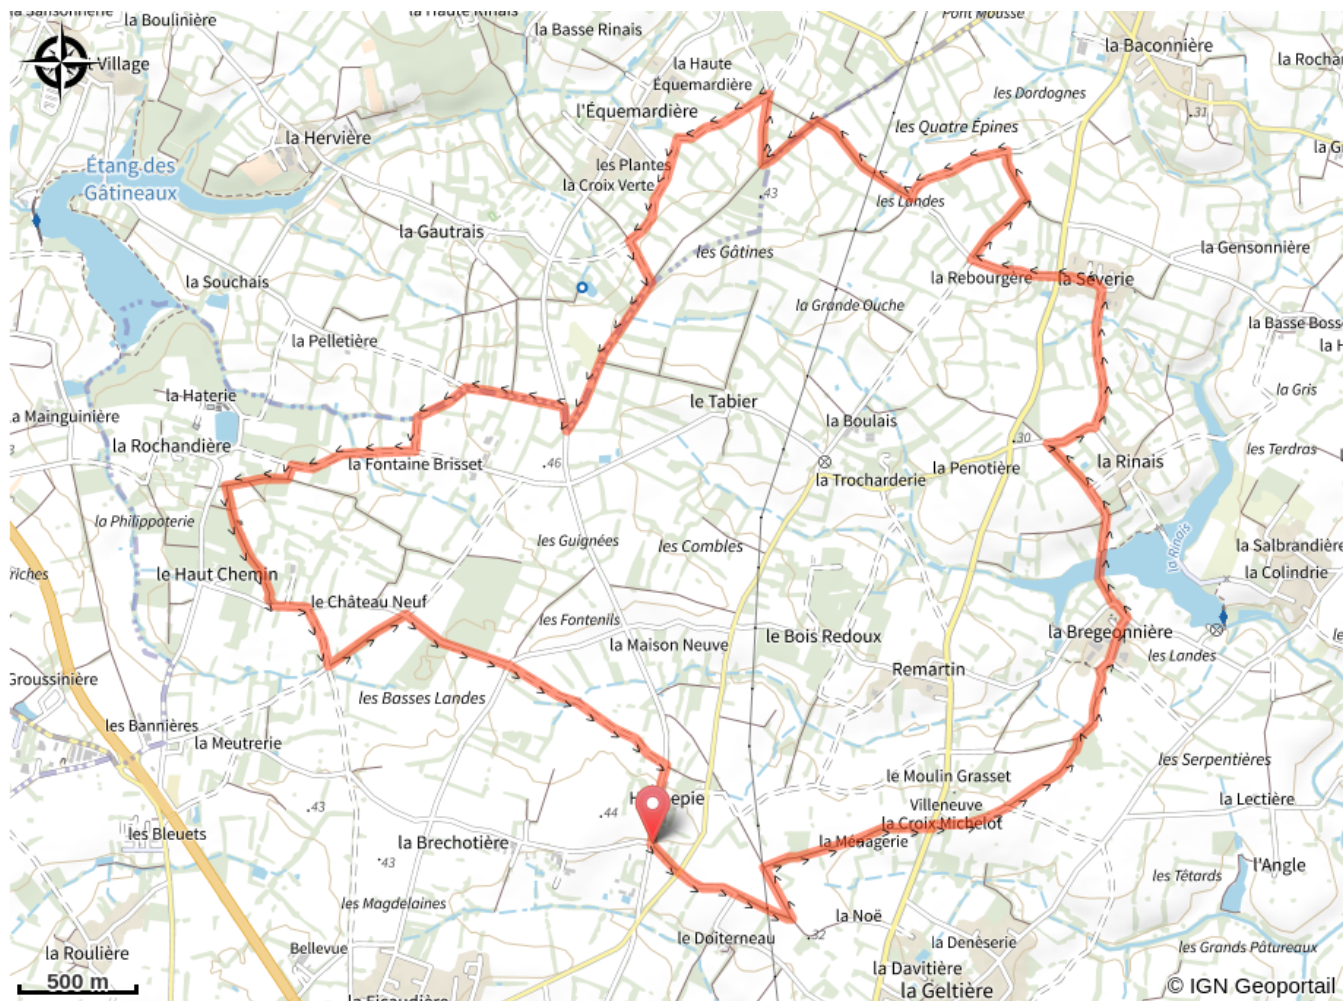 la Boulinière
la Haute Rinais
la Basse Rinais
Pont Mousse
la Baconnière
Village
la Haute
Équemardière
l'Équemardière
les Dordognes
.31
la Hervière
les Quatre Épines
Étang des
Gâtineaux
les Plantes
la Croix Verte
.43
les Landes
la Gautrais
les Gâtines
la Gensonnière
la Souchais
la Rebourgère
la Séverie
la Grande Ouche
la Pelletière
la Basse Boss
la Haterie
la Gris
la Mainguinière
le Tabier
la Boulais
la Rochandière
.30
la Fontaine Brisset
.46
la Penotière
la Rinais
les Terdras
la Trocharderie
la Philippoterie
les Guignées
les Combles
la Rinais
la Salbrandière
le Haut Chemin
la Colindrie
le Château Neuf
les Fontenils
la Maison Neuve
le Bois Redoux
la Bregeonnière
les Landes
Remartin
Groussinière
les Basses Landes
les Bannières
la Meutrerie
les Serpentières
le Moulin Grasset
.43
Villeneuve
la Lectière
.44
la Croix Michelot
les Bleuets
la Brechotière
la Ménagerie
.43
l'Angle
les Têtards
les Magdelaines
la Noë
.32
Bellevue
le Doiterneau
la Denèserie
les Grands Pâtureaux
la Roulière
la Davitière
500 m
la Geltière
© IGN Geoportail